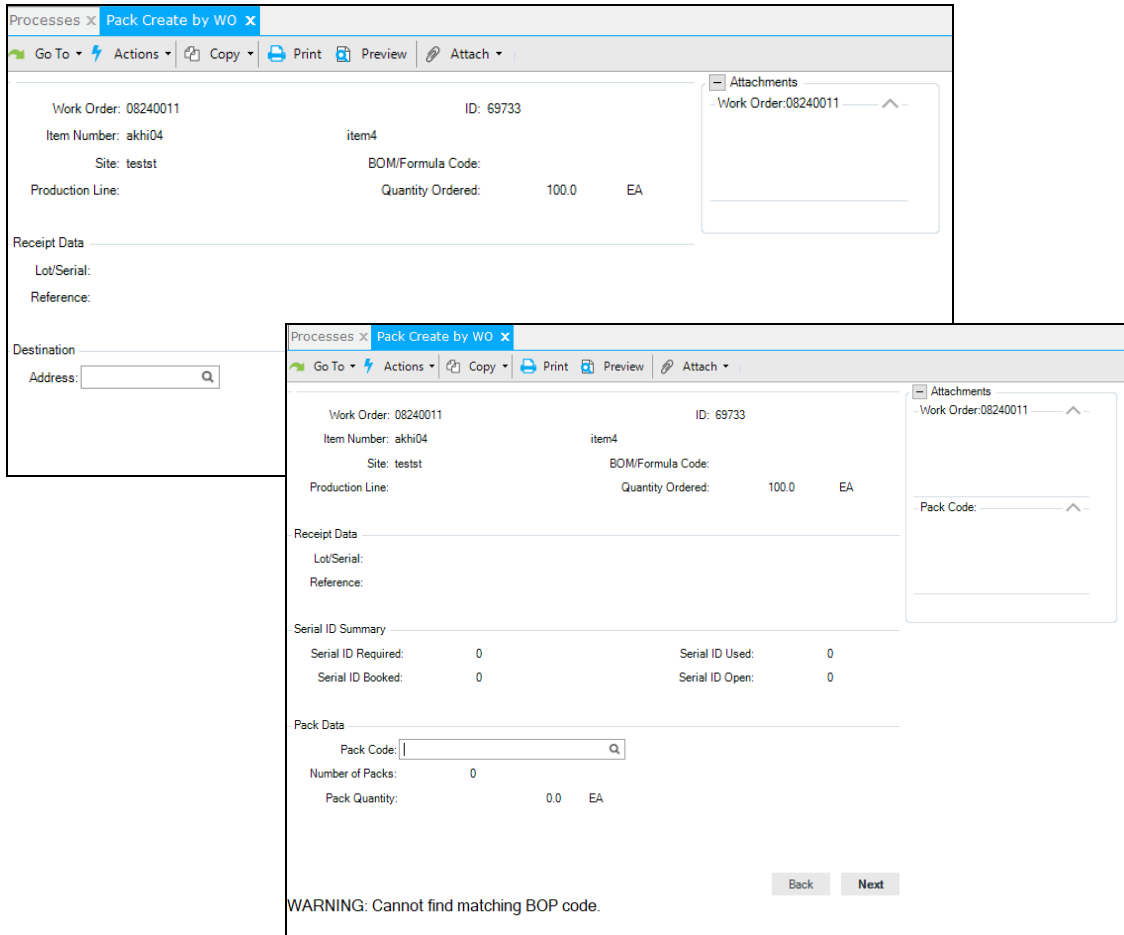 Processes X Pack Create by WO X
Go To Actions Copy Print Preview Attach
Attachments
Work Order:08240011
Work Order: 08240011 ID: 69733
Item Number: akhi04 item4
Site: testst BOM/Formula Code:
Production Line: Quantity Ordered: 100.0 EA
Receipt Data
Lot/Serial:
Reference:
Destination
Address:
Processes X Pack Create by WO X
Go To Actions Copy Print Preview Attach
Attachments
Work Order:08240011
Pack Code:
Work Order: 08240011 ID: 69733
Item Number: akhi04 item4
Site: testst BOM/Formula Code:
Production Line: Quantity Ordered: 100.0 EA
Receipt Data
Lot/Serial:
Reference:
Serial ID Summary
Serial ID Required: 0 Serial ID Used: 0
Serial ID Booked: 0 Serial ID Open: 0
Pack Data
Pack Code:
Number of Packs: 0
Pack Quantity: 0.0 EA
Back Next
WARNING: Cannot find matching BOP code.